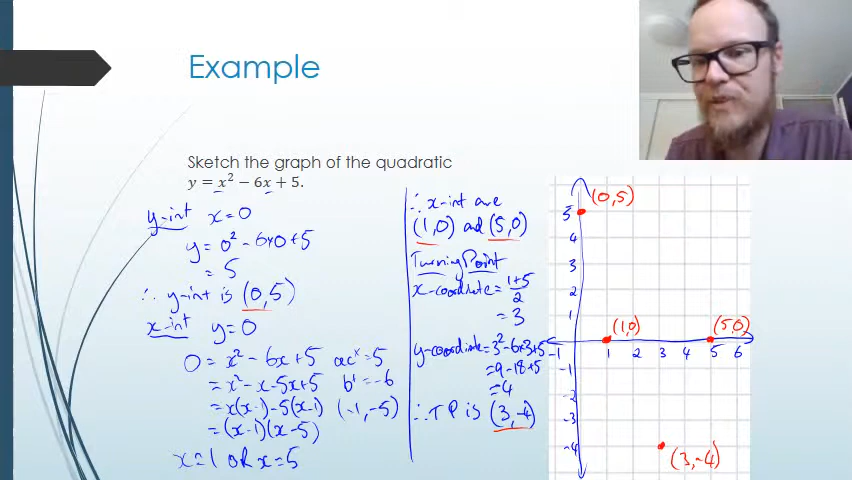 Example
Sketch the graph of the quadratic
y = x² − 6x + 5.
y-int x=0
y = 0² - 6×0+5
= 5
∴ y-int is (0,5)
x-int y=0
0 = x² - 6x+5 ac" = 5
= x² - x - 5x+5 b' = -6
= x(x-1) -5(x-1) (-1,-5)
= (x-1)(x-5)
x=1 OR x=5
∴ x-int are
(1,0) and (5,0)
Turning Point
x-coordinate = 1+5/2
= 3
y-coordinate = 3²-6×3+5
= 9-18+5
= 4
∴ TP is (3,-4)
(0,5)
5
4
3
2
1
(1,0) (5,0)
-1 1 2 3 4 5 6
-1
-2
-3
-4
(3,-4)